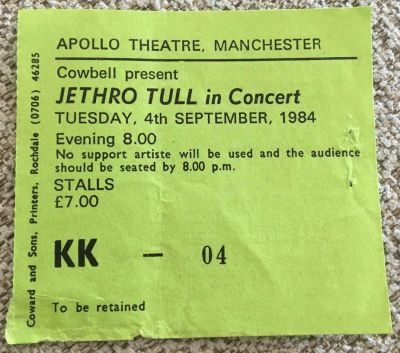 APOLLO THEATRE, MANCHESTER
Cowbell present
JETHRO TULL in Concert
TUESDAY, 4th SEPTEMBER, 1984
Evening 8.00
No support artiste will be used and the audience
should be seated by 8.00 p.m.
STALLS
£7.00
KK — 04
To be retained
Coward and Sons, Printers, Rochdale (0706) 46285